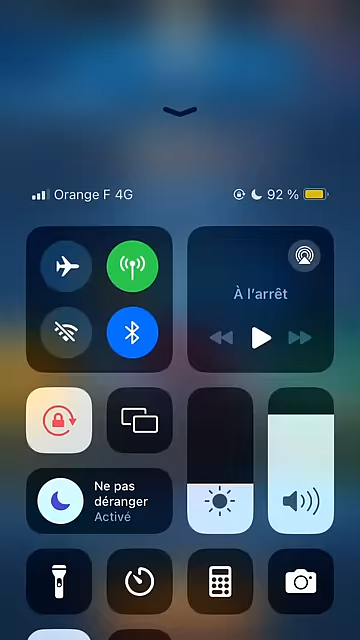 Orange F 4G
92 %
À l'arrêt
Ne pas
déranger
Activé